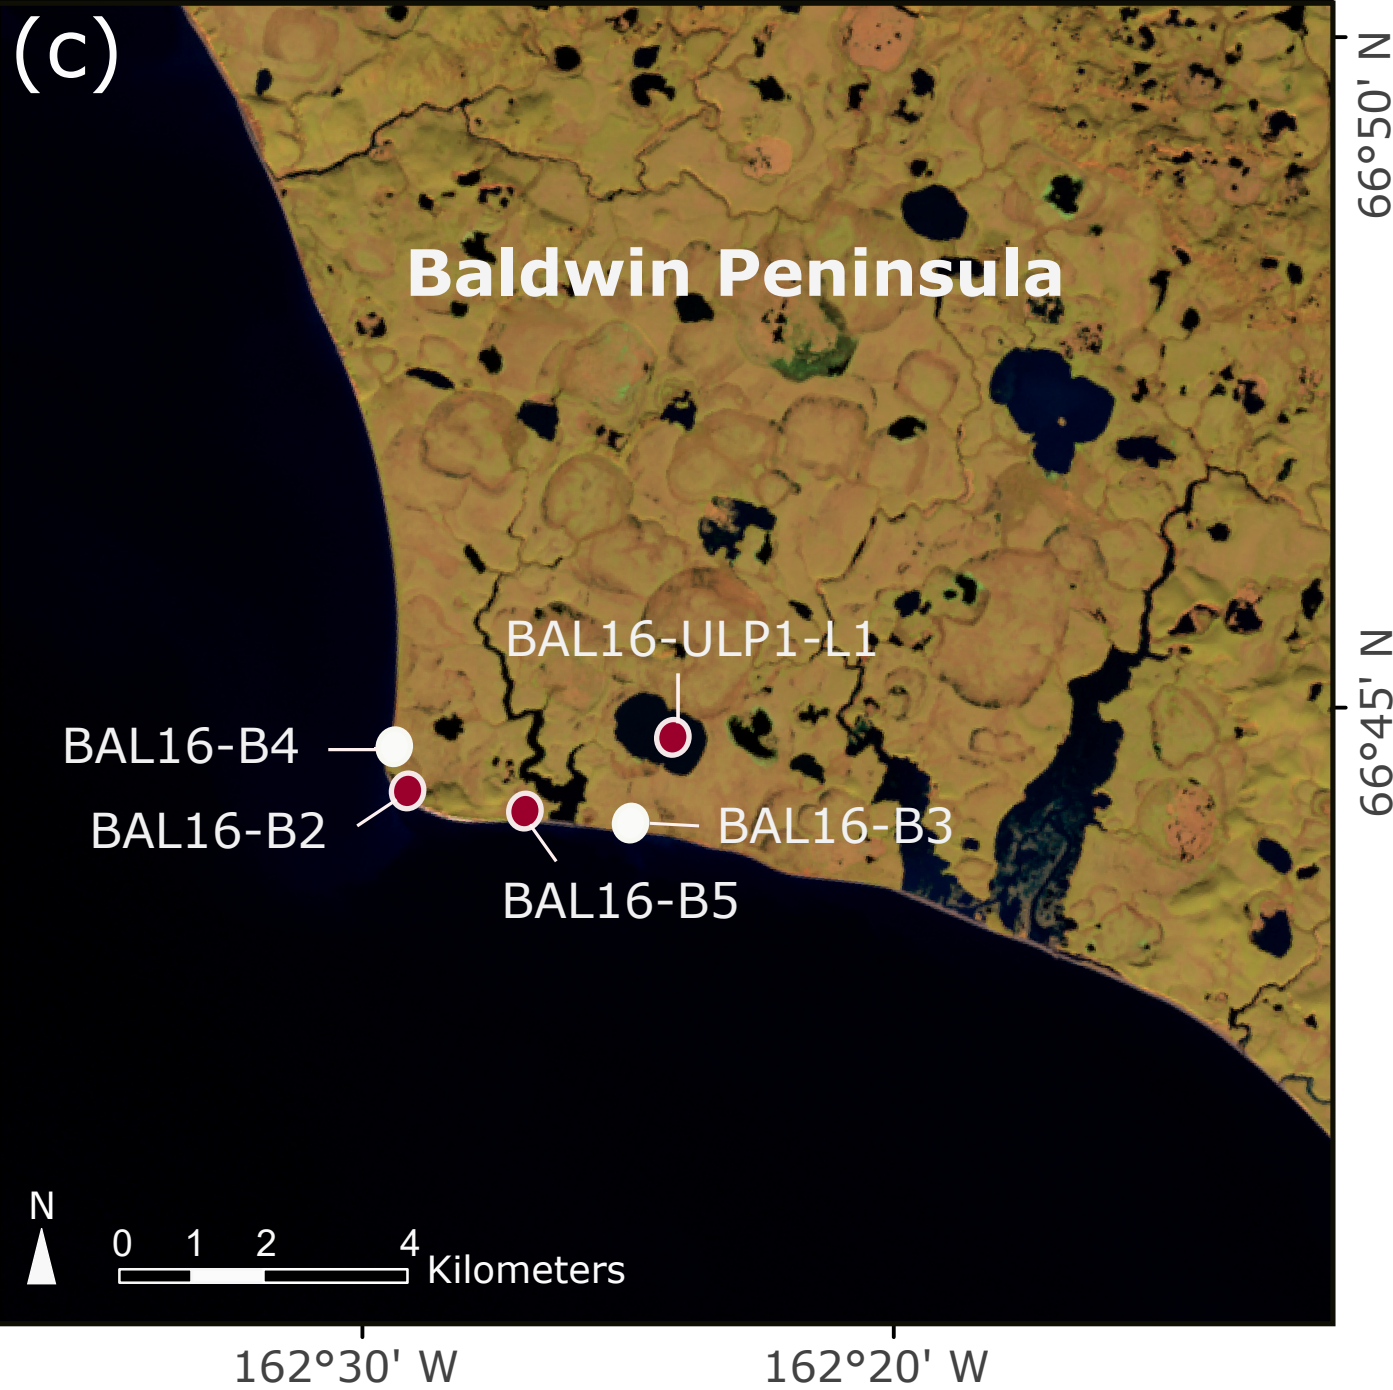 (c)
66°50' N
Baldwin Peninsula
BAL16-ULP1-L1
66°45' N
BAL16-B4
BAL16-B2
BAL16-B3
BAL16-B5
N
0 1 2 4
Kilometers
162°30' W
162°20' W